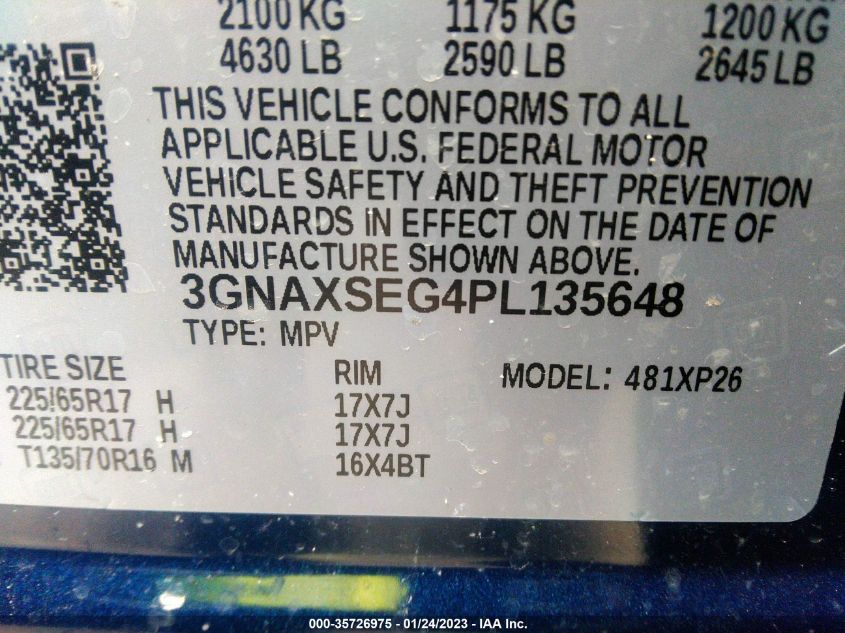 2100 KG 1175 KG 1200 KG
4630 LB 2590 LB 2645 LB
THIS VEHICLE CONFORMS TO ALL
APPLICABLE U.S. FEDERAL MOTOR
VEHICLE SAFETY AND THEFT PREVENTION
STANDARDS IN EFFECT ON THE DATE OF
MANUFACTURE SHOWN ABOVE.
3GNAXSEG4PL135648
TYPE: MPV
TIRE SIZE RIM MODEL: 481XP26
225/65R17 H 17X7J
225/65R17 H 17X7J
T135/70R16 M 16X4BT
000-35726975 / 01/24/2023 - IAA Inc.